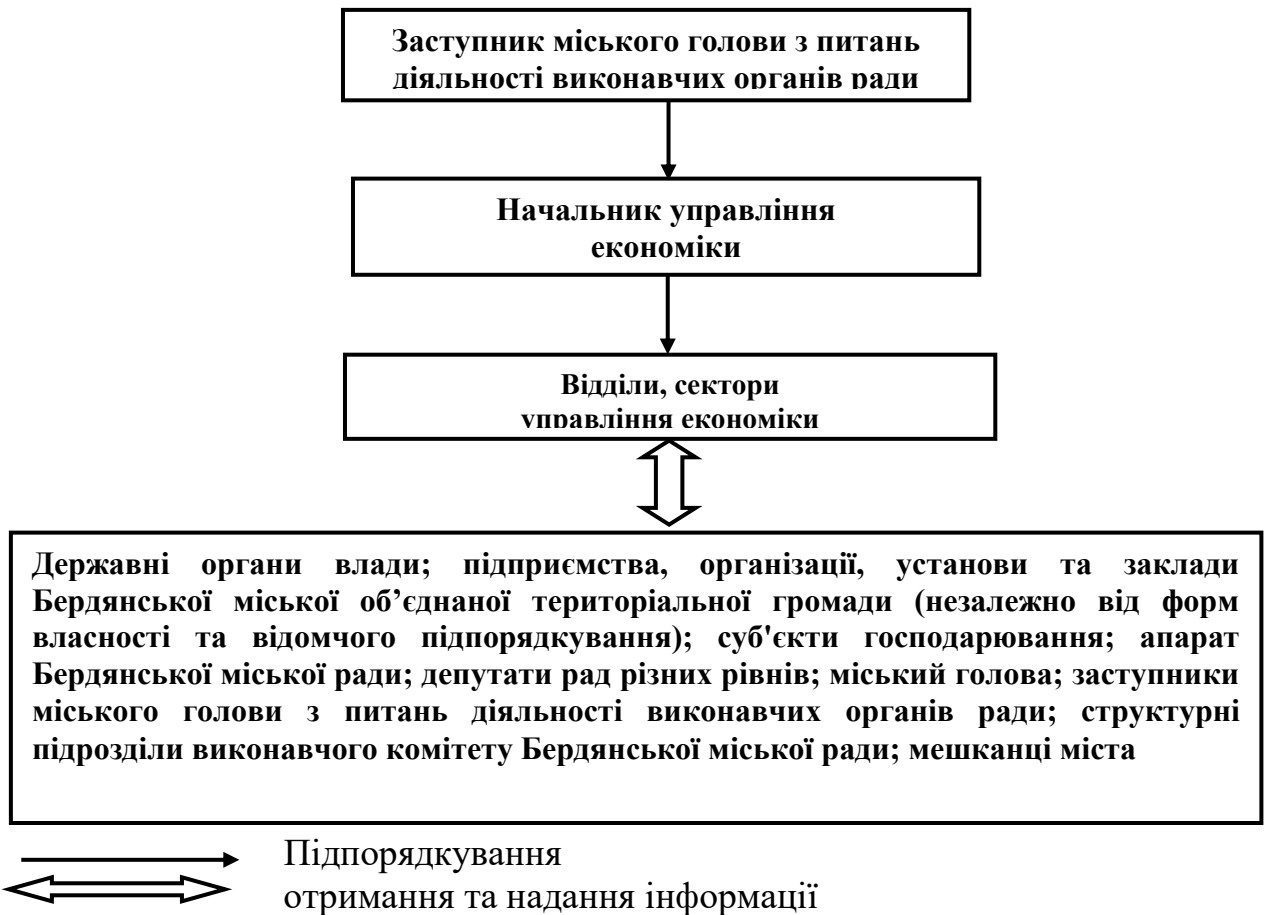 Заступник міського голови з питань
діяльності виконавчих органів ради
Начальник управління
економіки
Відділи, сектори
управління економіки
Державні органи влади; підприємства, організації, установи та заклади
Бердянської міської об’єднаної територіальної громади (незалежно від форм
власності та відомчого підпорядкування); суб'єкти господарювання; апарат
Бердянської міської ради; депутати рад різних рівнів; міський голова; заступники
міського голови з питань діяльності виконавчих органів ради; структурні
підрозділи виконавчого комітету Бердянської міської ради; мешканці міста
Підпорядкування
отримання та надання інформації